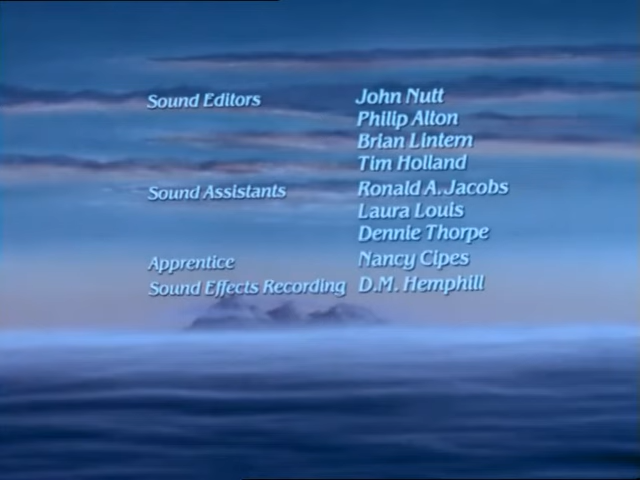 Sound Editors John Nutt
Philip Alton
Brian Lintern
Tim Holland
Sound Assistants Ronald A. Jacobs
Laura Louis
Dennie Thorpe
Apprentice Nancy Cipes
Sound Effects Recording D.M. Hemphill